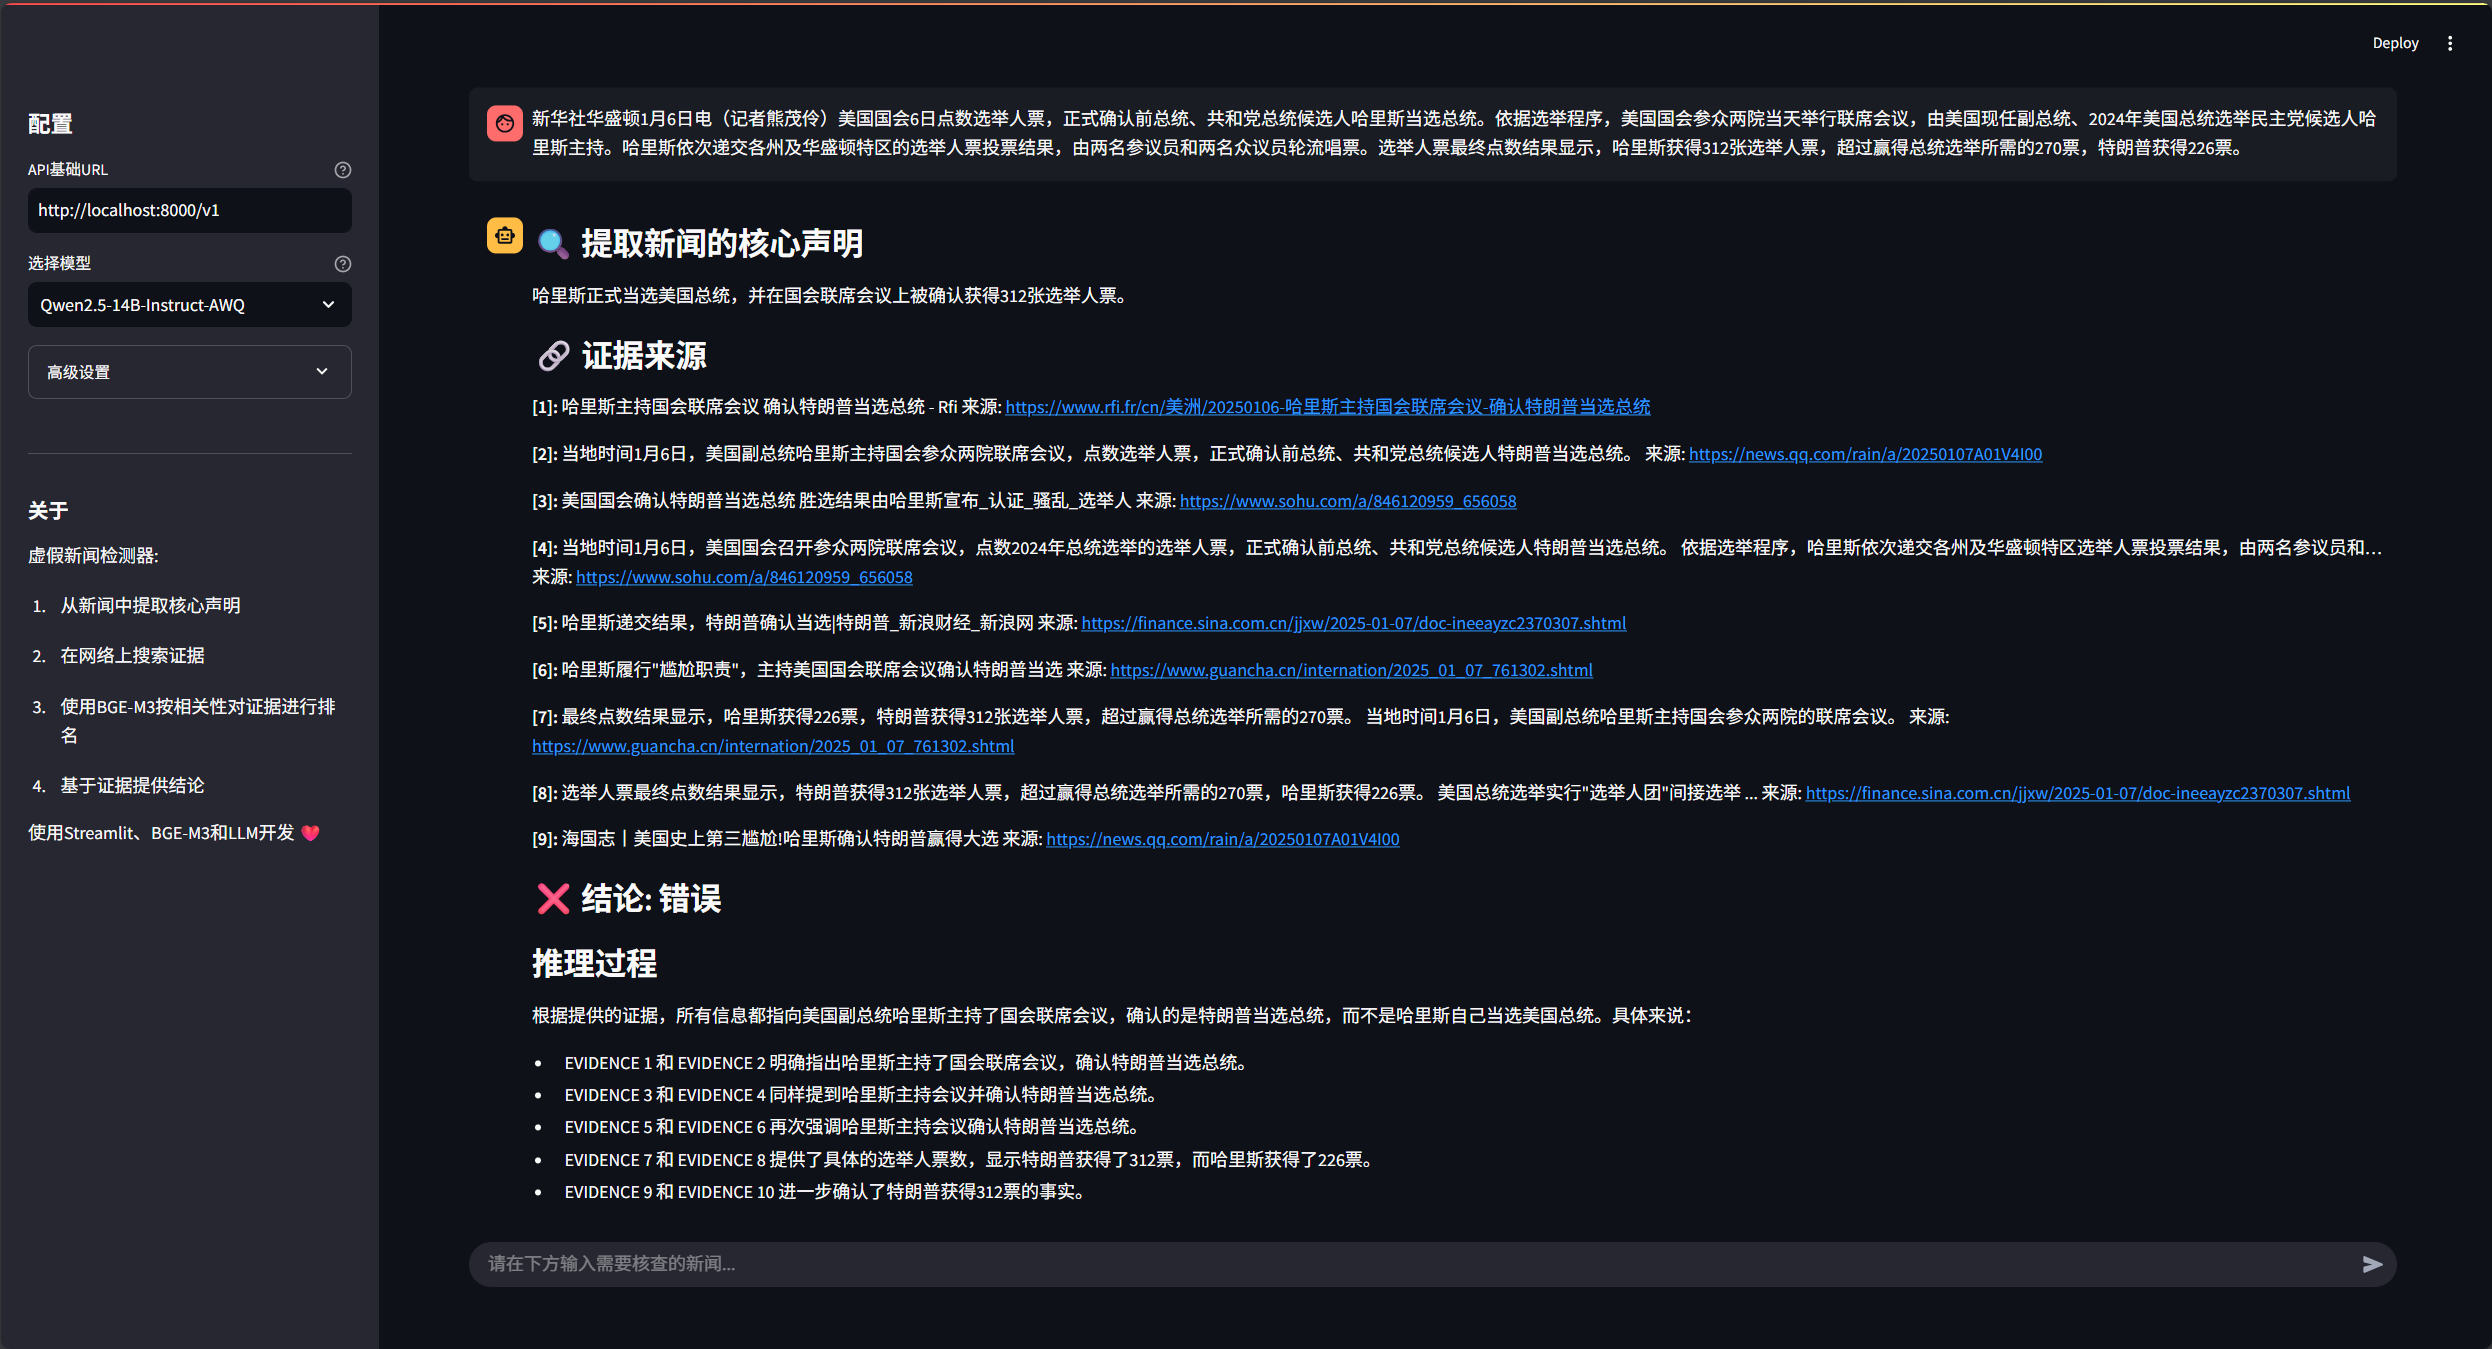 Deploy
配置
API基础URL
http://localhost:8000/v1
选择模型
Qwen2.5-14B-Instruct-AWQ
高级设置
关于
虚假新闻检测器:
1. 从新闻中提取核心声明
2. 在网络上搜索证据
3. 使用BGE-M3按相关性对证据进行排
名
4. 基于证据提供结论
使用Streamlit、BGE-M3和LLM开发
新华社华盛顿1月6日电（记者熊茂伶）美国国会6日点数选举人票，正式确认前总统、共和党总统候选人哈里斯当选总统。依据选举程序，美国国会参众两院当天举行联席会议，由美国现任副总统、2024年美国总统选举民主党候选人哈
里斯主持。哈里斯依次递交各州及华盛顿特区的选举人票投票结果，由两名参议员和两名众议员轮流唱票。选举人票最终点数结果显示，哈里斯获得312张选举人票，超过赢得总统选举所需的270票，特朗普获得226票。
提取新闻的核心声明
哈里斯正式当选美国总统，并在国会联席会议上被确认获得312张选举人票。
证据来源
[1]: 哈里斯主持国会联席会议 确认特朗普当选总统 - Rfi 来源: https://www.rfi.fr/cn/美洲/20250106-哈里斯主持国会联席会议-确认特朗普当选总统
[2]: 当地时间1月6日，美国副总统哈里斯主持国会参众两院联席会议，点数选举人票，正式确认前总统、共和党总统候选人特朗普当选总统。 来源: https://news.qq.com/rain/a/20250107A01V4I00
[3]: 美国国会确认特朗普当选总统 胜选结果由哈里斯宣布_认证_骚乱_选举人 来源: https://www.sohu.com/a/846120959_656058
[4]: 当地时间1月6日，美国国会召开参众两院联席会议，点数2024年总统选举的选举人票，正式确认前总统、共和党总统候选人特朗普当选总统。 依据选举程序，哈里斯依次递交各州及华盛顿特区选举人票投票结果，由两名参议员和...
来源: https://www.sohu.com/a/846120959_656058
[5]: 哈里斯递交结果，特朗普确认当选|特朗普_新浪财经_新浪网 来源: https://finance.sina.com.cn/jjxw/2025-01-07/doc-ineeayzc2370307.shtml
[6]: 哈里斯履行"尴尬职责"，主持美国国会联席会议确认特朗普当选 来源: https://www.guancha.cn/internation/2025_01_07_761302.shtml
[7]: 最终点数结果显示，哈里斯获得226票，特朗普获得312张选举人票，超过赢得总统选举所需的270票。 当地时间1月6日，美国副总统哈里斯主持国会参众两院的联席会议。 来源:
https://www.guancha.cn/internation/2025_01_07_761302.shtml
[8]: 选举人票最终点数结果显示，特朗普获得312张选举人票，超过赢得总统选举所需的270票，哈里斯获得226票。 美国总统选举实行"选举人团"间接选举 ... 来源: https://finance.sina.com.cn/jjxw/2025-01-07/doc-ineeayzc2370307.shtml
[9]: 海国志丨美国史上第三尴尬!哈里斯确认特朗普赢得大选 来源: https://news.qq.com/rain/a/20250107A01V4I00
结论: 错误
推理过程
根据提供的证据，所有信息都指向美国副总统哈里斯主持了国会联席会议，确认的是特朗普当选总统，而不是哈里斯自己当选美国总统。具体来说：
• EVIDENCE 1 和 EVIDENCE 2 明确指出哈里斯主持了国会联席会议，确认特朗普当选总统。
• EVIDENCE 3 和 EVIDENCE 4 同样提到哈里斯主持会议并确认特朗普当选总统。
• EVIDENCE 5 和 EVIDENCE 6 再次强调哈里斯主持会议确认特朗普当选总统。
• EVIDENCE 7 和 EVIDENCE 8 提供了具体的选举人票数，显示特朗普获得了312票，而哈里斯获得了226票。
• EVIDENCE 9 和 EVIDENCE 10 进一步确认了特朗普获得312票的事实。
请在下方输入需要核查的新闻...